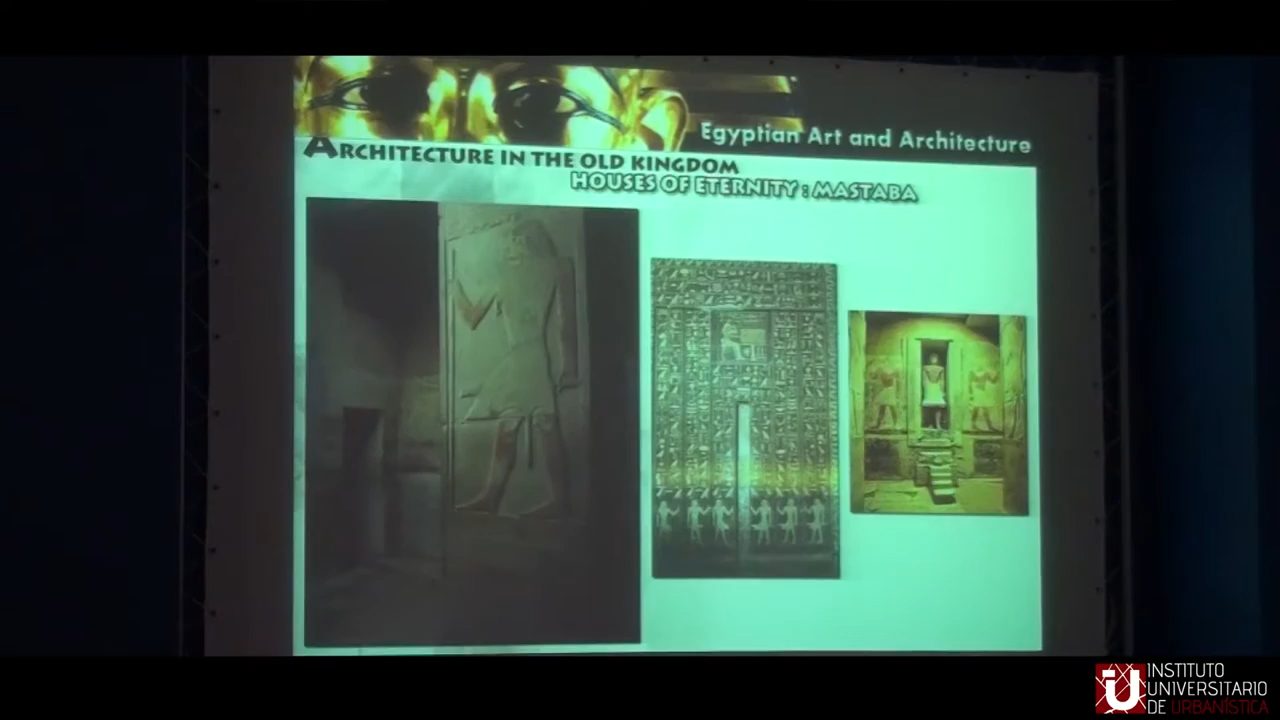 Egyptian Art and Architecture
ARCHITECTURE IN THE OLD KINGDOM
HOUSES OF ETERNITY : MASTABA
INSTITUTO
UNIVERSITARIO
DE URBANÍSTICA